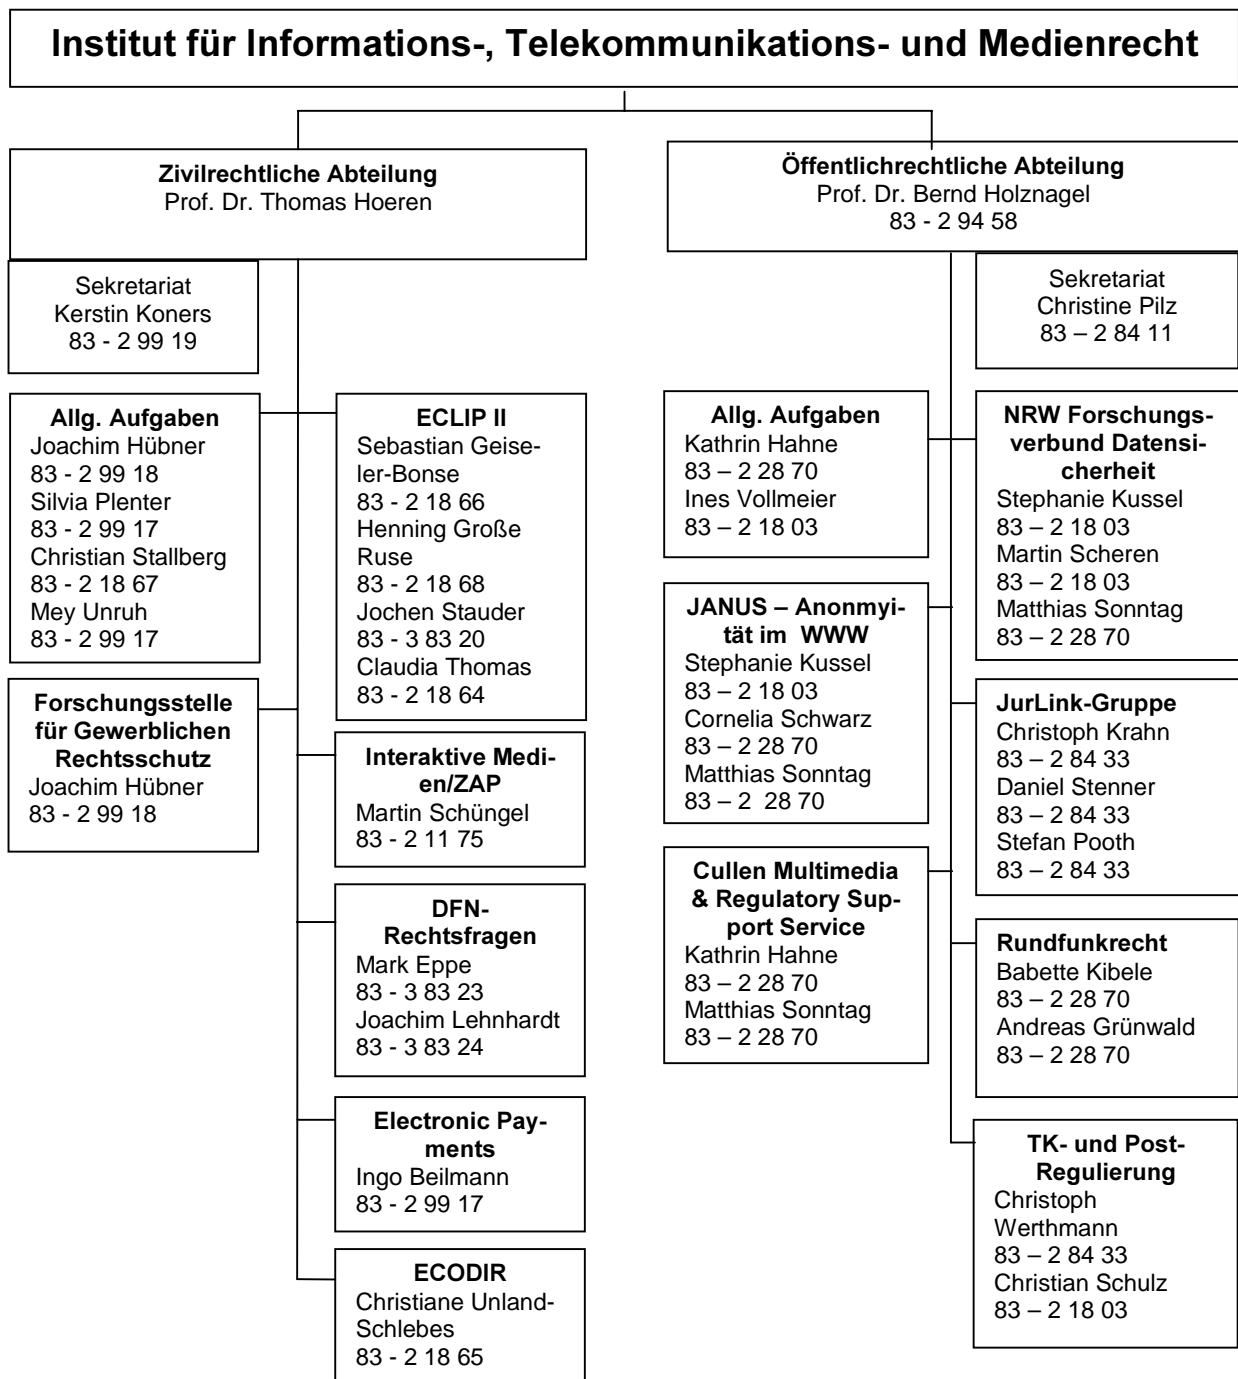 Institut für Informations-, Telekommunikations- und Medienrecht
Zivilrechtliche Abteilung
Prof. Dr. Thomas Hoeren
Sekretariat
Kerstin Koners
83 - 2 99 19
Allg. Aufgaben
Joachim Hübner
83 - 2 99 18
Silvia Plenter
83 - 2 99 17
Christian Stallberg
83 - 2 18 67
Mey Unruh
83 - 2 99 17
Forschungsstelle
für Gewerblichen
Rechtsschutz
Joachim Hübner
83 - 2 99 18
ECLIP II
Sebastian Geise-
ler-Bonse
83 - 2 18 66
Henning Große
Ruse
83 - 2 18 68
Jochen Stauder
83 - 3 83 20
Claudia Thomas
83 - 2 18 64
Interaktive Medi-
en/ZAP
Martin Schüngel
83 - 2 11 75
DFN-
Rechtsfragen
Mark Eppe
83 - 3 83 23
Joachim Lehnhardt
83 - 3 83 24
Electronic Pay-
ments
Ingo Beilmann
83 - 2 99 17
ECODIR
Christiane Unland-
Schlebes
83 - 2 18 65
Öffentlichrechtliche Abteilung
Prof. Dr. Bernd Holznagel
83 - 2 94 58
Sekretariat
Christine Pilz
83 – 2 84 11
Allg. Aufgaben
Kathrin Hahne
83 – 2 28 70
Ines Vollmeier
83 – 2 18 03
JANUS – Anonmyi-
tät im  WWW
Stephanie Kussel
83 – 2 18 03
Cornelia Schwarz
83 – 2 28 70
Matthias Sonntag
83 – 2  28 70
Cullen Multimedia
& Regulatory Sup-
port Service
Kathrin Hahne
83 – 2 28 70
Matthias Sonntag
83 – 2 28 70
NRW Forschungs-
verbund Datensi-
cherheit
Stephanie Kussel
83 – 2 18 03
Martin Scheren
83 – 2 18 03
Matthias Sonntag
83 – 2 28 70
JurLink-Gruppe
Christoph Krahn
83 – 2 84 33
Daniel Stenner
83 – 2 84 33
Stefan Pooth
83 – 2 84 33
Rundfunkrecht
Babette Kibele
83 – 2 28 70
Andreas Grünwald
83 – 2 28 70
TK- und Post-
Regulierung
Christoph
Werthmann
83 – 2 84 33
Christian Schulz
83 – 2 18 03